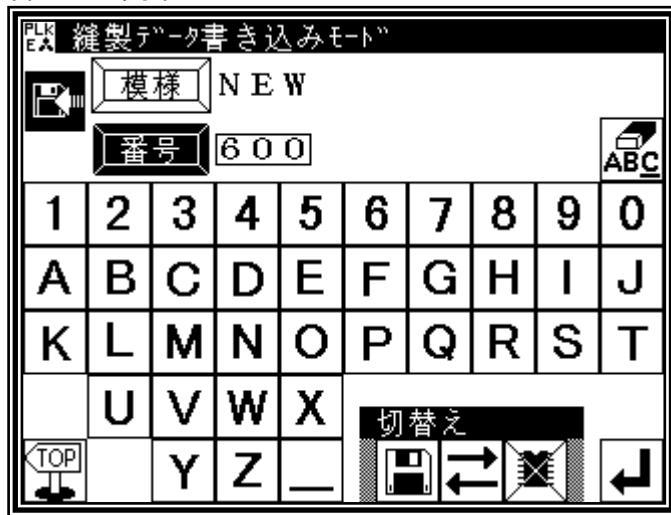 PLK EA 縫製ﾃﾞｰﾀ書き込みﾓｰﾄﾞ
模様 NEW
番号 600
ABC
1 2 3 4 5 6 7 8 9 0
A B C D E F G H I J
K L M N O P Q R S T
U V W X
切替え
TOP Y Z _